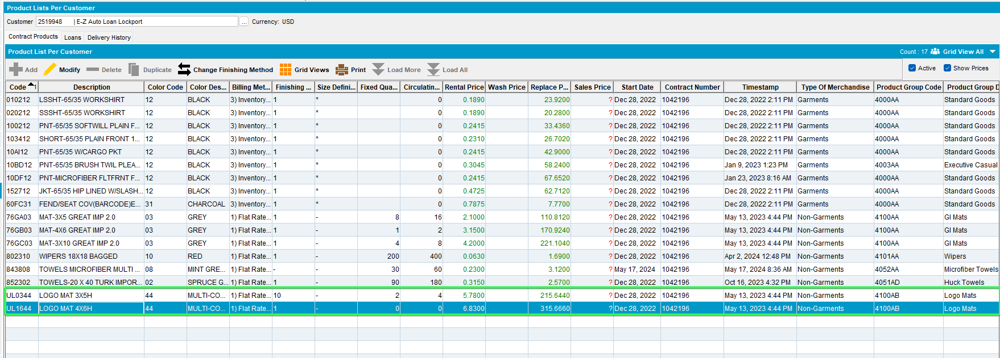 Product Lists Per Customer
Customer 2519948 | E-Z Auto Loan Lockport ... Currency: USD
Contract Products Loans Delivery History
Product List Per Customer Count : 17 Grid View All
Add Modify Delete Duplicate Change Finishing Method Grid Views Print Load More Load All Active Show Prices
Code 1 Description Color Code Color Des... Billing Met... Finishing ... Size Defini... Fixed Qua... Circulatin... Rental Price Wash Price Replace P... Sales Price Start Date Contract Number Timestamp Type Of Merchandise Product Group Code Product Group D
010212 LSSHT-65/35 WORKSHIRT 12 BLACK 3) Inventory... 1 * 0 0.1890 23.9200 ? Dec 28, 2022 1042196 Dec 28, 2022 2:11 PM Garments 4000AA Standard Goods
020212 SSSHT-65/35 WORKSHIRT 12 BLACK 3) Inventory... 1 * 0 0.1890 20.2800 ? Dec 28, 2022 1042196 Dec 28, 2022 2:11 PM Garments 4000AA Standard Goods
100212 PNT-65/35 SOFTWILL PLAIN F... 12 BLACK 3) Inventory... 1 * 0 0.2415 33.4360 ? Dec 28, 2022 1042196 Dec 28, 2022 2:11 PM Garments 4000AA Standard Goods
103412 SHORT-65/35 PLAIN FRONT 1... 12 BLACK 3) Inventory... 1 * 0 0.2310 26.7020 ? Dec 28, 2022 1042196 Dec 28, 2022 2:11 PM Garments 4000AA Standard Goods
10AI12 PNT-65/35 W/CARGO PKT 12 BLACK 3) Inventory... 1 * 0 0.2415 42.9000 ? Dec 28, 2022 1042196 Dec 28, 2022 2:11 PM Garments 4000AA Standard Goods
10BD12 PNT-65/35 BRUSH TWIL PLEA... 12 BLACK 3) Inventory... 1 * 0 0.3045 58.2400 ? Dec 28, 2022 1042196 Jan 9, 2023 1:23 PM Garments 4003AA Executive Casual
10DF12 PNT-MICROFIBER FLTFRNT F... 12 BLACK 3) Inventory... 1 * 0 0.2415 67.6520 ? Dec 28, 2022 1042196 Jan 23, 2023 8:16 AM Garments 4000AA Standard Goods
152712 JKT-65/35 HIP LINED W/SLASH... 12 BLACK 3) Inventory... 1 * 0 0.4725 62.7120 ? Dec 28, 2022 1042196 Dec 28, 2022 2:11 PM Garments 4000AA Standard Goods
60FC31 FEND/SEAT COV(BARCODE)E... 31 CHARCOAL 3) Inventory... 1 * 0 0.7875 7.7700 ? Dec 28, 2022 1042196 Dec 28, 2022 2:11 PM Garments 4000AA Standard Goods
76GA03 MAT-3X5 GREAT IMP 2.0 03 GREY 1) Flat Rate... 1 - 8 16 2.1000 110.8120 ? Dec 28, 2022 1042196 May 13, 2023 4:44 PM Non-Garments 4100AA GI Mats
76GB03 MAT-4X6 GREAT IMP 2.0 03 GREY 1) Flat Rate... 1 - 1 2 3.1500 170.9240 ? Dec 28, 2022 1042196 May 13, 2023 4:44 PM Non-Garments 4100AA GI Mats
76GC03 MAT-3X10 GREAT IMP 2.0 03 GREY 1) Flat Rate... 1 - 4 8 4.2000 221.1040 ? Dec 28, 2022 1042196 May 13, 2023 4:44 PM Non-Garments 4100AA GI Mats
802310 WIPERS 18X18 BAGGED 10 RED 1) Flat Rate... 1 - 200 400 0.0630 1.6900 ? Dec 28, 2022 1042196 Apr 2, 2024 12:48 PM Non-Garments 4101AA Wipers
843808 TOWELS MICROFIBER MULTI ... 08 MINT GRE... 1) Flat Rate... - - 30 60 0.2300 3.1200 ? May 17, 2024 1042196 May 17, 2024 8:36 AM Non-Garments 4052AA Microfiber Towels
852302 TOWELS-20 X 40 TURK IMPOR... 02 SPRUCE G... 1) Flat Rate... 1 - 90 180 0.3150 2.5700 ? Dec 28, 2022 1042196 Oct 16, 2023 4:32 PM Non-Garments 4051AD Huck Towels
UL0344 LOGO MAT 3X5H 44 MULTI-CO... 1) Flat Rate... 10 - 2 4 5.7800 215.6440 ? Dec 28, 2022 1042196 May 13, 2023 4:44 PM Non-Garments 4100AB Logo Mats
UL1644 LOGO MAT 4X6H 44 MULTI-CO... 1) Flat Rate... 1 - 0 0 6.8300 315.6660 ? Dec 28, 2022 1042196 May 13, 2023 4:44 PM Non-Garments 4100AB Logo Mats